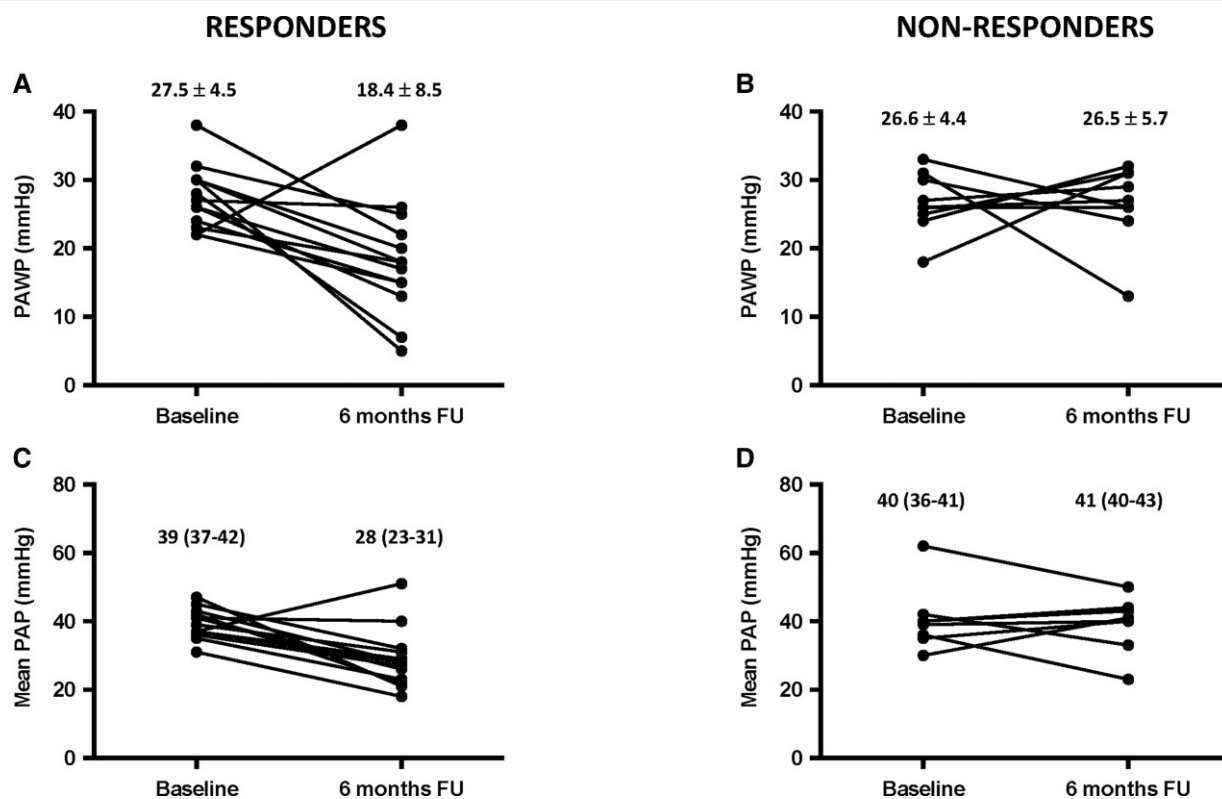 RESPONDERS
NON-RESPONDERS
A
27.5 ± 4.5 18.4 ± 8.5
PAWP (mmHg)
40
30
20
10
0
Baseline 6 months FU
B
26.6 ± 4.4 26.5 ± 5.7
PAWP (mmHg)
40
30
20
10
0
Baseline 6 months FU
C
39 (37-42) 28 (23-31)
Mean PAP (mmHg)
80
60
40
20
0
Baseline 6 months FU
D
40 (36-41) 41 (40-43)
Mean PAP (mmHg)
80
60
40
20
0
Baseline 6 months FU